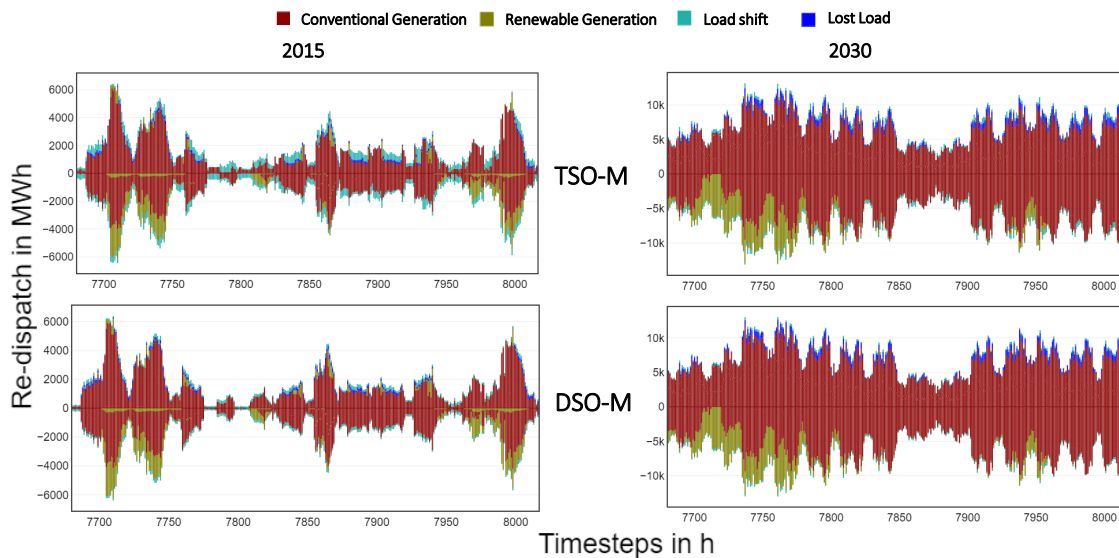 Conventional Generation Renewable Generation Load shift Lost Load
2015 2030
Re-dispatch in MWh
6000
4000
2000
0
−2000
−4000
−6000
7700 7750 7800 7850 7900 7950 8000
TSO-M
10k
5k
0
−5k
−10k
7700 7750 7800 7850 7900 7950 8000
6000
4000
2000
0
−2000
−4000
−6000
7700 7750 7800 7850 7900 7950 8000
DSO-M
10k
5k
0
−5k
−10k
7700 7750 7800 7850 7900 7950 8000
Timesteps in h